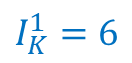 I_K^1 = 6